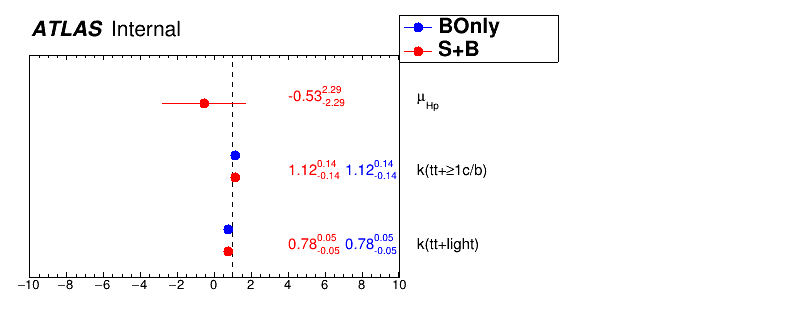 ATLAS Internal
BOnly
S+B
-0.53 2.29 -2.29 μHp
1.12 0.14 -0.14 1.12 0.14 -0.14 k(tt+≥1c/b)
0.78 0.05 -0.05 0.78 0.05 -0.05 k(tt+light)
−10 −8 −6 −4 −2 0 2 4 6 8 10